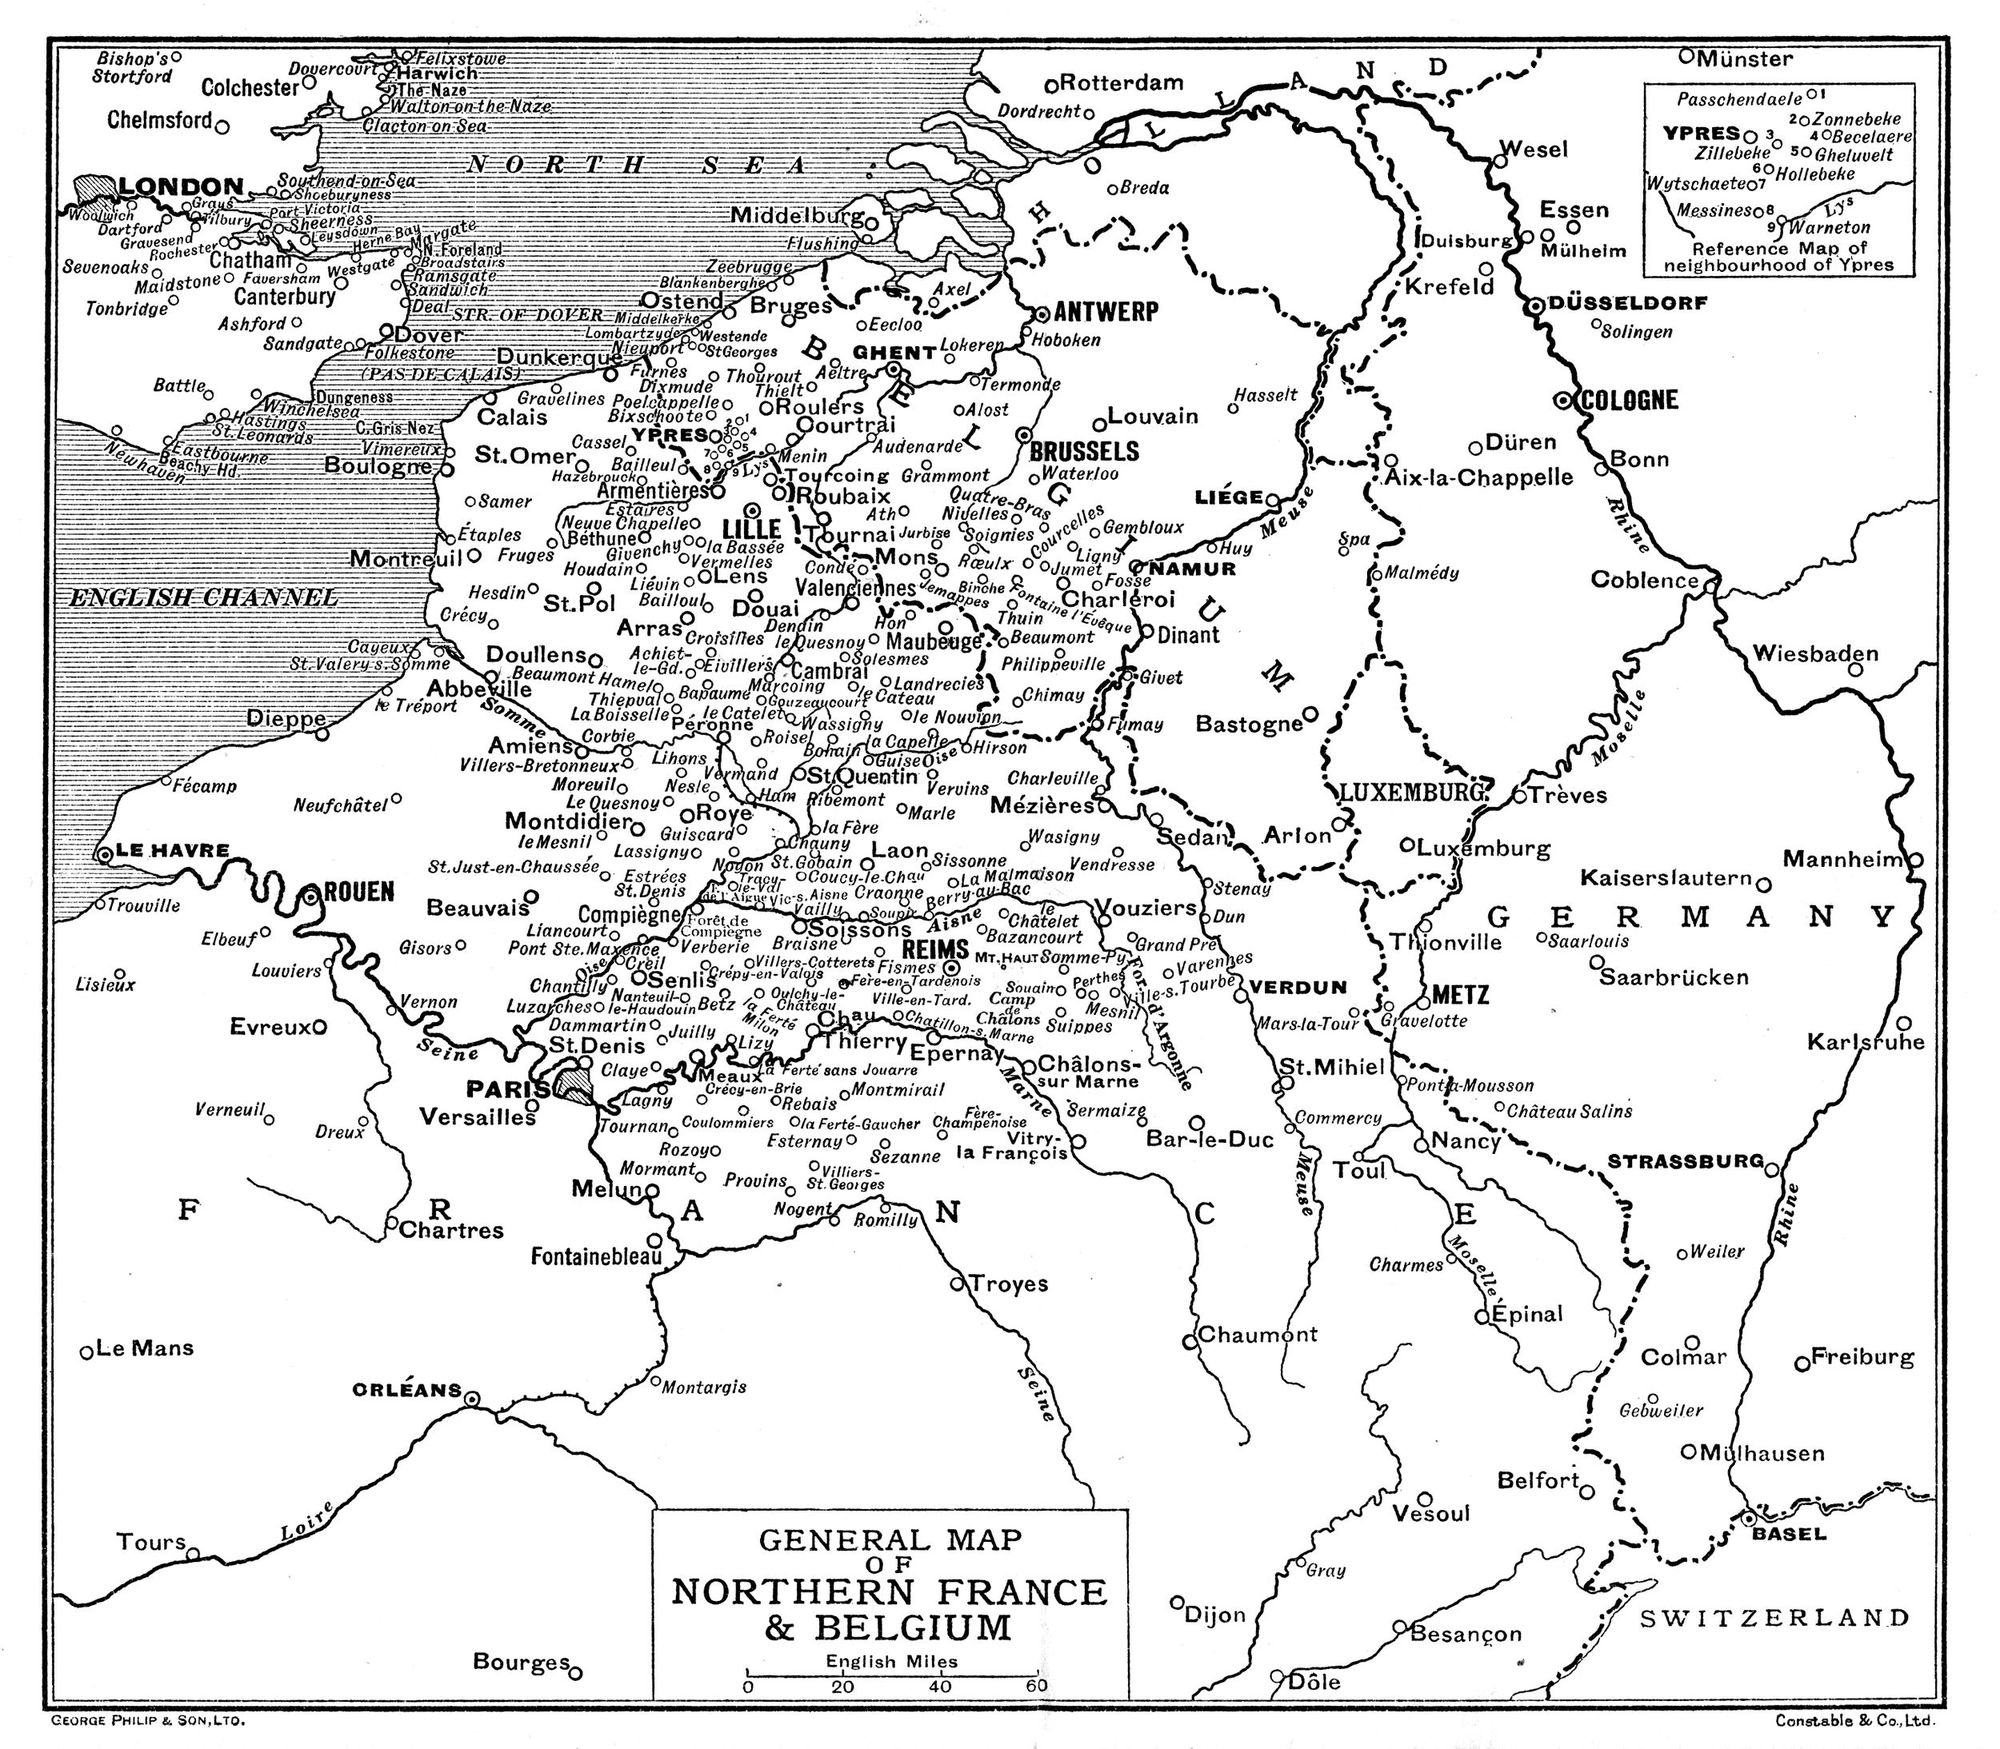 Bishop's
Stortford
Colchester
Dovercourt
Felixstowe
Harwich
The Naze
Walton on the Naze
Clacton on Sea
Chelmsford
NORTH SEA
LONDON
Southend-on-Sea
Shoeburyness
Woolwich
Grays
Tilbury
Port Victoria
Sheerness
Leysdown
Dartford
Gravesend
Rochester
Chatham
Herne Bay
Margate
N. Foreland
Broadstairs
Ramsgate
Sandwich
Deal
Westgate
Faversham
Sevenoaks
Maidstone
Canterbury
Tonbridge
Ashford
Dover
Sandgate
Folkestone
STR. OF DOVER
(PAS DE CALAIS)
Battle
Winchelsea
Hastings
St. Leonards
Dungeness
Eastbourne
Beachy Hd.
Newhaven
C. Gris Nez
ENGLISH CHANNEL
HOLLAND
Rotterdam
Dordrecht
Breda
Middelburg
Flushing
Zeebrugge
Blankenberghe
Ostend
Bruges
Middelkerke
Lombartzyde
Westende
Nieuport
St Georges
Axel
Eecloo
ANTWERP
Hoboken
Lokeren
GHENT
Aeltre
Termonde
Dunkerque
Furnes
Dixmude
Thourout
Thielt
Gravelines
Poelcappelle
Bixschoote
Roulers
Courtrai
Alost
Louvain
Hasselt
Calais
Cassel
YPRES
Audenarde
BRUSSELS
Waterloo
Vimereux
Boulogne
St. Omer
Bailleul
Hazebrouck
Lys
Menin
Tourcoing
Grammont
Armentières
Roubaix
Quatre-Bras
Nivelles
LIÉGE
Meuse
Samer
Estaires
Neuve Chapelle
LILLE
Ath
Tournai
Jurbise
Soignies
Courcelles
Gembloux
Étaples
Montreuil
Fruges
Béthune
Givenchy
la Bassée
Vermelles
Mons
Rœulx
Ligny
Jumet
Huy
NAMUR
Houdain
Liévin
Lens
Condé
Valenciennes
Jemappes
Binche
Fontaine l'Évêque
Fosse
Charleroi
Spa
Malmédy
Hesdin
St. Pol
Bailloul
Douai
Denain
Hon
Thuin
Dinant
Crécy
Arras
Croisilles
le Quesnoy
Maubeuge
Beaumont
Cayeux
St. Valery s. Somme
Doullens
Achiet-
le-Gd.
Eivillers
Cambrai
Solesmes
Philippeville
Givet
Abbeville
Beaumont Hamel
Bapaume
Marcoing
Landrecies
Chimay
le Tréport
Thiepval
Gouzeaucourt
le Cateau
La Boisselle
le Catelet
Wassigny
le Nouvion
Fumay
Dieppe
Somme
Péronne
Corbie
Amiens
Roisel
Bohain
la Capelle
Hirson
Villers-Bretonneux
Lihons
Vermand
Guise
Oise
St. Quentin
Vervins
Charleville
Bastogne
Fécamp
Neufchâtel
Moreuil
Nesle
Ham
Ribemont
Marle
Mézières
Le Quesnoy
Roye
Montdidier
le Mesnil
Guiscard
la Fère
Chauny
Wasigny
Sedan
Arlon
LUXEMBURG
Luxemburg
Lassigny
Noyon
St. Gobain
Laon
Sissonne
Vendresse
LE HAVRE
St. Just-en-Chaussée
Estrées
St. Denis
Tracy-
le-Val
Coucy-le-Chau
La Malmaison
ROUEN
Trouville
Beauvais
Compiègne
F. de l'Aigue
Vic-s. Aisne
Craonne
Berry-au-Bac
Stenay
Forêt de
Compiègne
Vailly
Soupir
Aisne
le
Châtelet
Vouziers
Dun
Elbeuf
Gisors
Liancourt
Pont Ste. Maxence
Verberie
Soissons
Braisne
REIMS
Bazancourt
Grand Pré
Louviers
Lisieux
Oise
Creil
Chantilly
Senlis
Crépy-en-Valois
Villers-Cotterets
Fismes
MT. HAUT
Somme-Py
Varennes
Fère-en-Tardenois
Souain
Perthes
Ville-s. Tourbe
VERDUN
Vernon
Luzarches
Nanteuil-
le-Haudouin
Betz
Oulchy-le-
Château
Ville-en-Tard.
Camp
de
Châlons
Mesnil
Suippes
Mars-la-Tour
Gravelotte
Evreux
Seine
Dammartin
Juilly
la Ferté
Milon
Chau
Thierry
Chatillon-s. Marne
Forêt d'Argonne
St. Denis
Claye
Lizy
Epernay
Châlons-
sur Marne
St. Mihiel
PARIS
Versailles
Meaux
La Ferté sans Jouarre
Marne
Lagny
Crécy-en-Brie
Rebais
Montmirail
Sermaize
Commercy
Pont-a-Mousson
Château Salins
Verneuil
Dreux
Tournan
Coulommiers
la Ferté-Gaucher
Fère-
Champenoise
Vitry-
la François
Bar-le-Duc
Nancy
Rozoy
Esternay
Sezanne
Toul
Mormant
Provins
Villiers-
St. Georges
Meuse
Melun
Nogent
Romilly
FRANCE
Chartres
Fontainebleau
Troyes
Charmes
Moselle
Épinal
Le Mans
Chaumont
ORLÉANS
Montargis
Seine
Tours
Loire
Belfort
Vesoul
Gray
Dijon
Besançon
Dôle
Bourges
BELGIUM
Münster
Wesel
Essen
Duisburg
Mülheim
Krefeld
DÜSSELDORF
Solingen
COLOGNE
Düren
Bonn
Aix-la-Chappelle
Rhine
Coblence
Wiesbaden
Moselle
Trèves
Mannheim
Kaiserslautern
GERMANY
Thionville
Saarlouis
Saarbrücken
METZ
Karlsruhe
STRASSBURG
Rhine
Weiler
Colmar
Freiburg
Gebweiler
Mülhausen
BASEL
SWITZERLAND
Passchendaele 1
2 Zonnebeke
YPRES
3
4 Becelaere
Zillebeke
5 Gheluvelt
6 Hollebeke
Wytschaete 7
Messines 8
Lys
9 Warneton
Reference Map of
neighbourhood of Ypres
GENERAL MAP
OF
NORTHERN FRANCE
& BELGIUM
English Miles
0 20 40 60
GEORGE PHILIP & SON, LTD.
Constable & Co., Ltd.